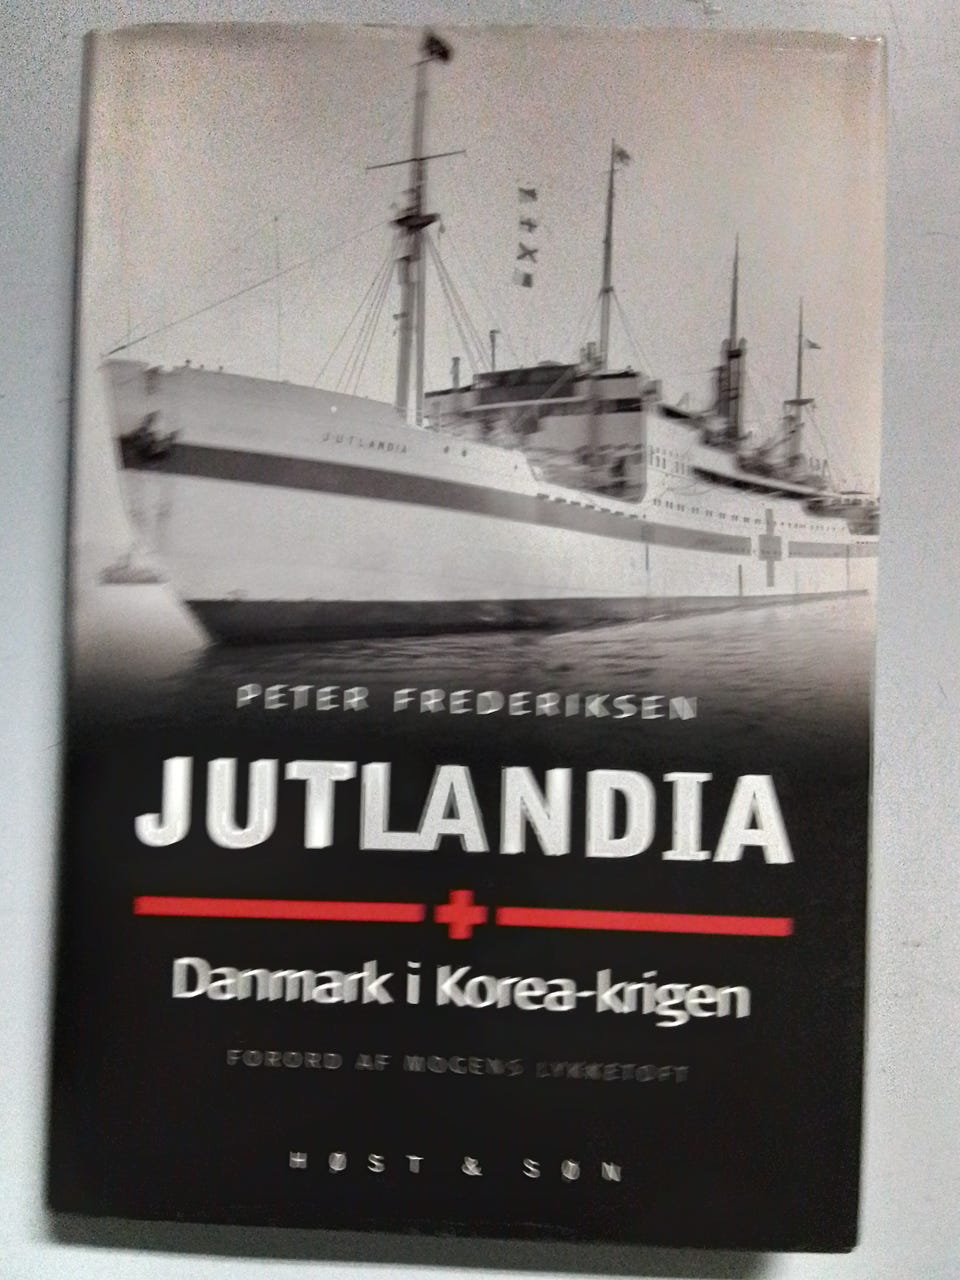 JUTLANDIA
PETER FREDERIKSEN
JUTLANDIA
Danmark i Korea-krigen
FORORD AF MOGENS LYKKETOFT
HØST & SØN